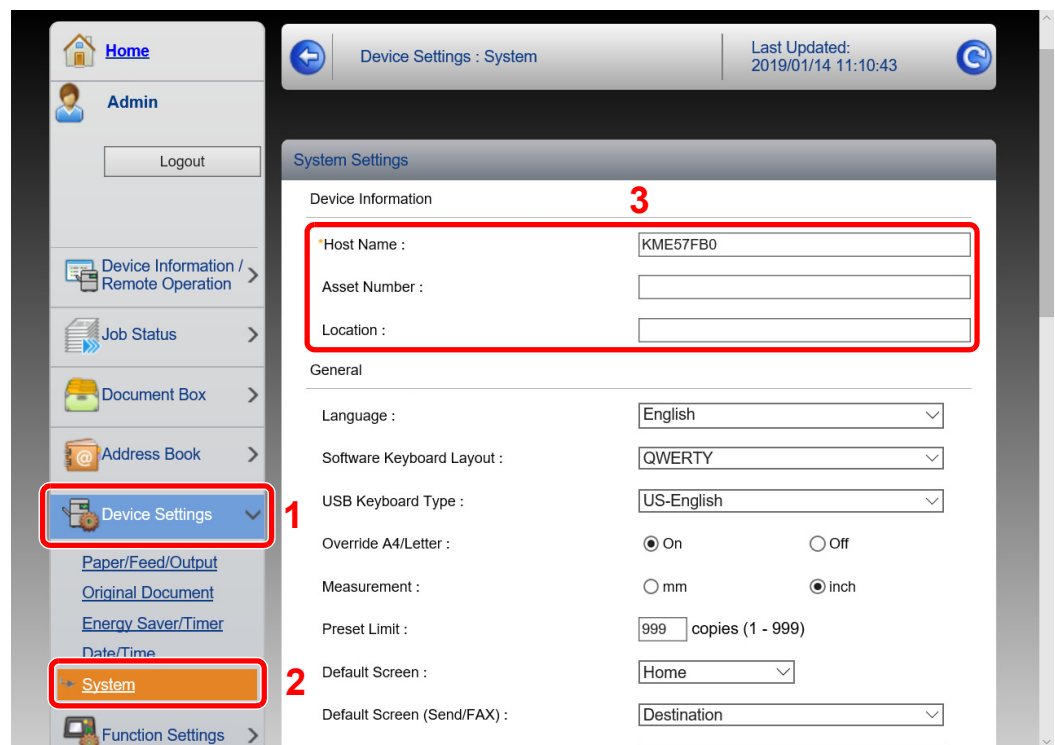 Home
Admin
Logout
Device Information /
Remote Operation
Job Status
Document Box
Address Book
Device Settings
1
Paper/Feed/Output
Original Document
Energy Saver/Timer
Date/Time
System
2
Function Settings
Device Settings : System
Last Updated:
2019/01/14 11:10:43
System Settings
Device Information
3
*Host Name : KME57FB0
Asset Number :
Location :
General
Language : English
Software Keyboard Layout : QWERTY
USB Keyboard Type : US-English
Override A4/Letter : On Off
Measurement : mm inch
Preset Limit : 999 copies (1 - 999)
Default Screen : Home
Default Screen (Send/FAX) : Destination